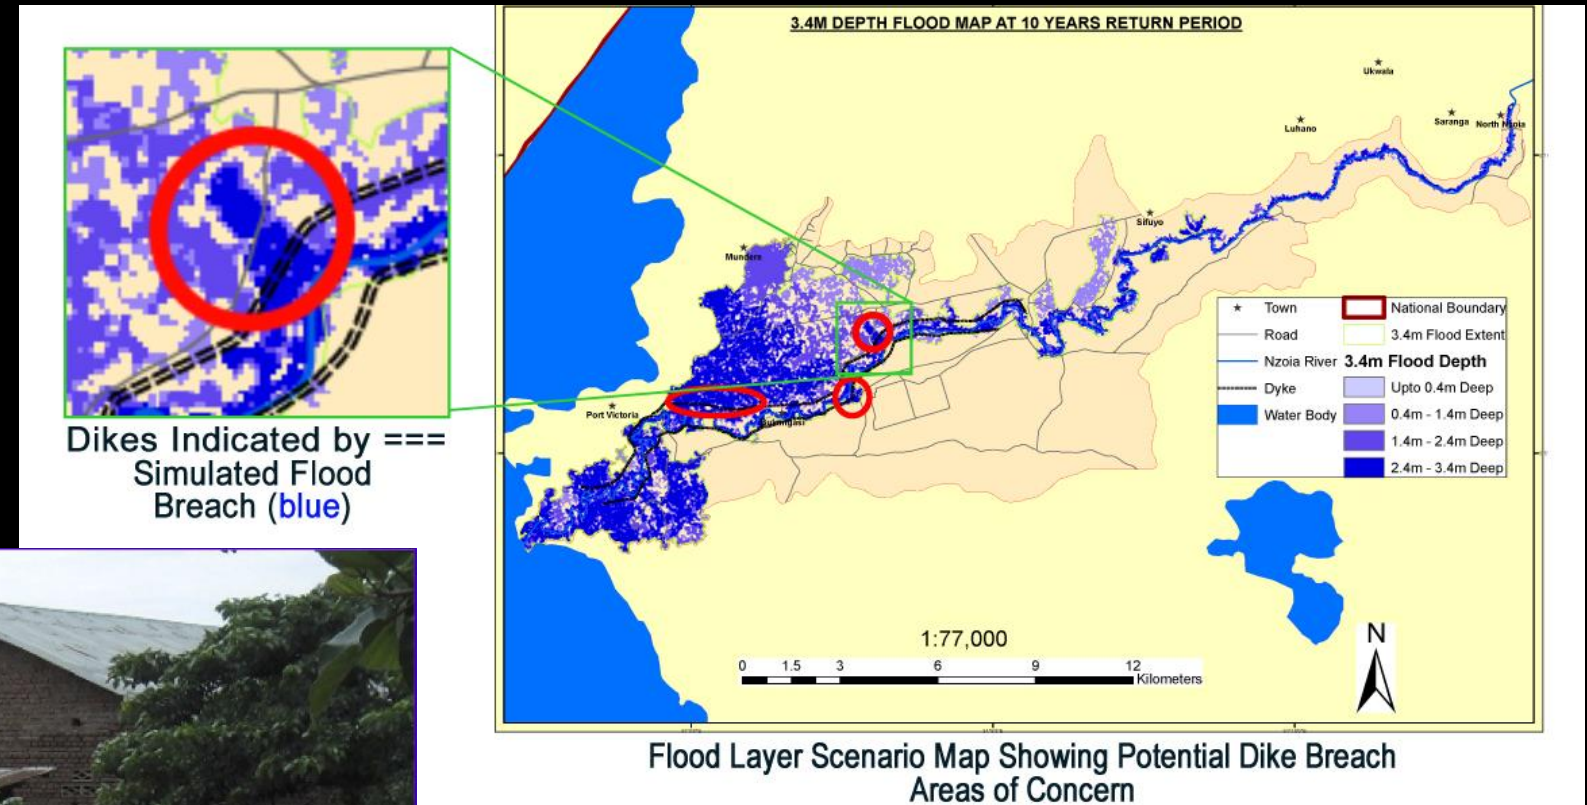 3.4M DEPTH FLOOD MAP AT 10 YEARS RETURN PERIOD
Ukwala
Saranga
North Nzoia
Luhano
Sifuyo
Mundere
Port Victoria
Town
Road
Nzoia River
Dyke
Water Body
National Boundary
3.4m Flood Extent
3.4m Flood Depth
Upto 0.4m Deep
0.4m - 1.4m Deep
1.4m - 2.4m Deep
2.4m - 3.4m Deep
1:77,000
0 1.5 3 6 9 12
Kilometers
N
Dikes Indicated by ===
Simulated Flood
Breach (blue)
Flood Layer Scenario Map Showing Potential Dike Breach
Areas of Concern